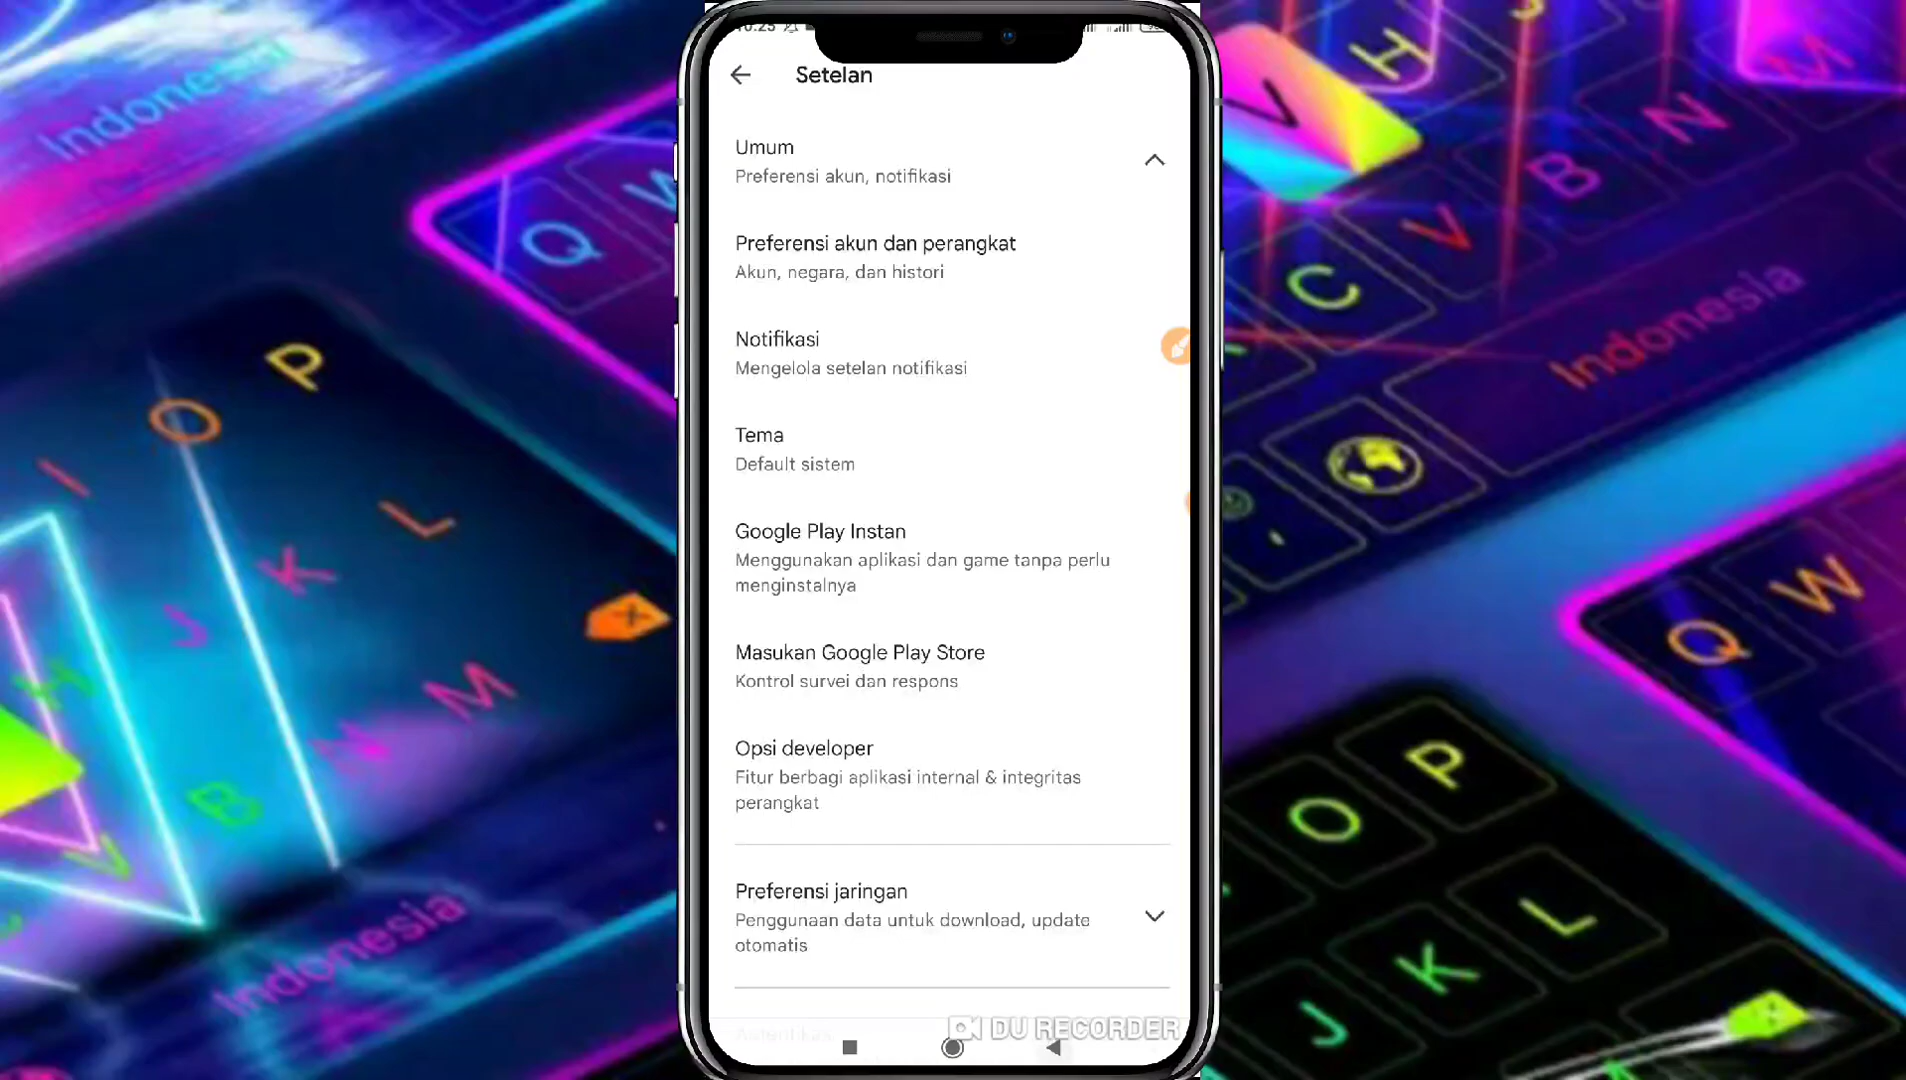 Setelan
Umum
Preferensi akun, notifikasi
Preferensi akun dan perangkat
Akun, negara, dan histori
Notifikasi
Mengelola setelan notifikasi
Tema
Default sistem
Google Play Instan
Menggunakan aplikasi dan game tanpa perlu
menginstalnya
Masukan Google Play Store
Kontrol survei dan respons
Opsi developer
Fitur berbagi aplikasi internal & integritas
perangkat
Preferensi jaringan
Penggunaan data untuk download, update
otomatis
DU RECORDER
Indonesia
Q
W
P
O
I
L
K
J
H
M
N
B
V
Indonesia
H
J
V
M
N
B
V
C
Indonesia
Q
W
P
O
L
K
J